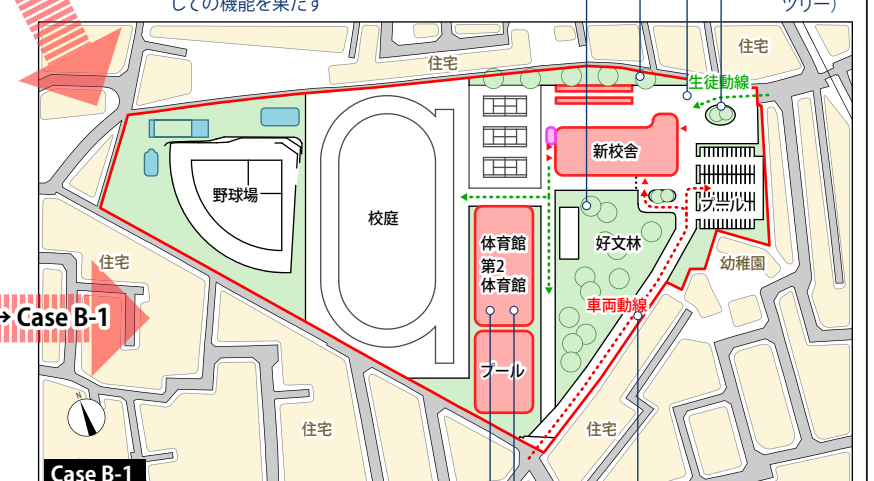 しての機能を果たす
ツリー）
住宅
住宅
生徒動線
新校舎
野球場
プール
校庭
体育館
第2
体育館
好文林
幼稚園
住宅
車両動線
→ Case B-1
プール
N
住宅
住宅
Case B-1